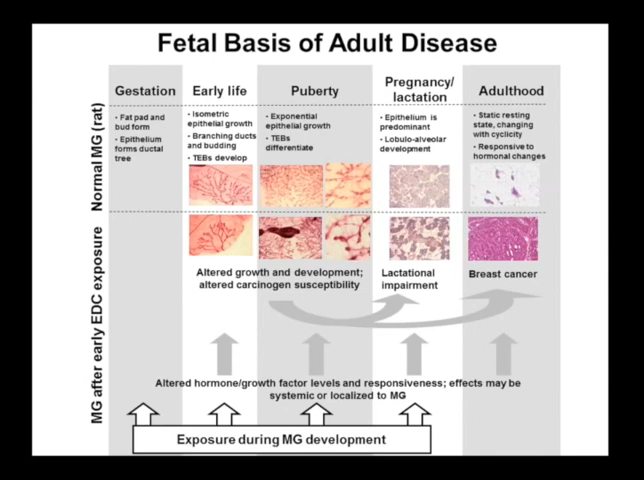 Fetal Basis of Adult Disease
Gestation
Early life
Puberty
Pregnancy/
lactation
Adulthood
Normal MG (rat)
• Fat pad and
bud form
• Epithelium
forms ductal
tree
• Isometric
epithelial growth
• Branching ducts
and budding
• TEBs develop
• Exponential
epithelial growth
• TEBs
differentiate
• Epithelium is
predominant
• Lobulo-alveolar
development
• Static resting
state, changing
with cyclicity
• Responsive to
hormonal changes
MG after early EDC exposure
Altered growth and development;
altered carcinogen susceptibility
Lactational
impairment
Breast cancer
Altered hormone/growth factor levels and responsiveness; effects may be
systemic or localized to MG
Exposure during MG development